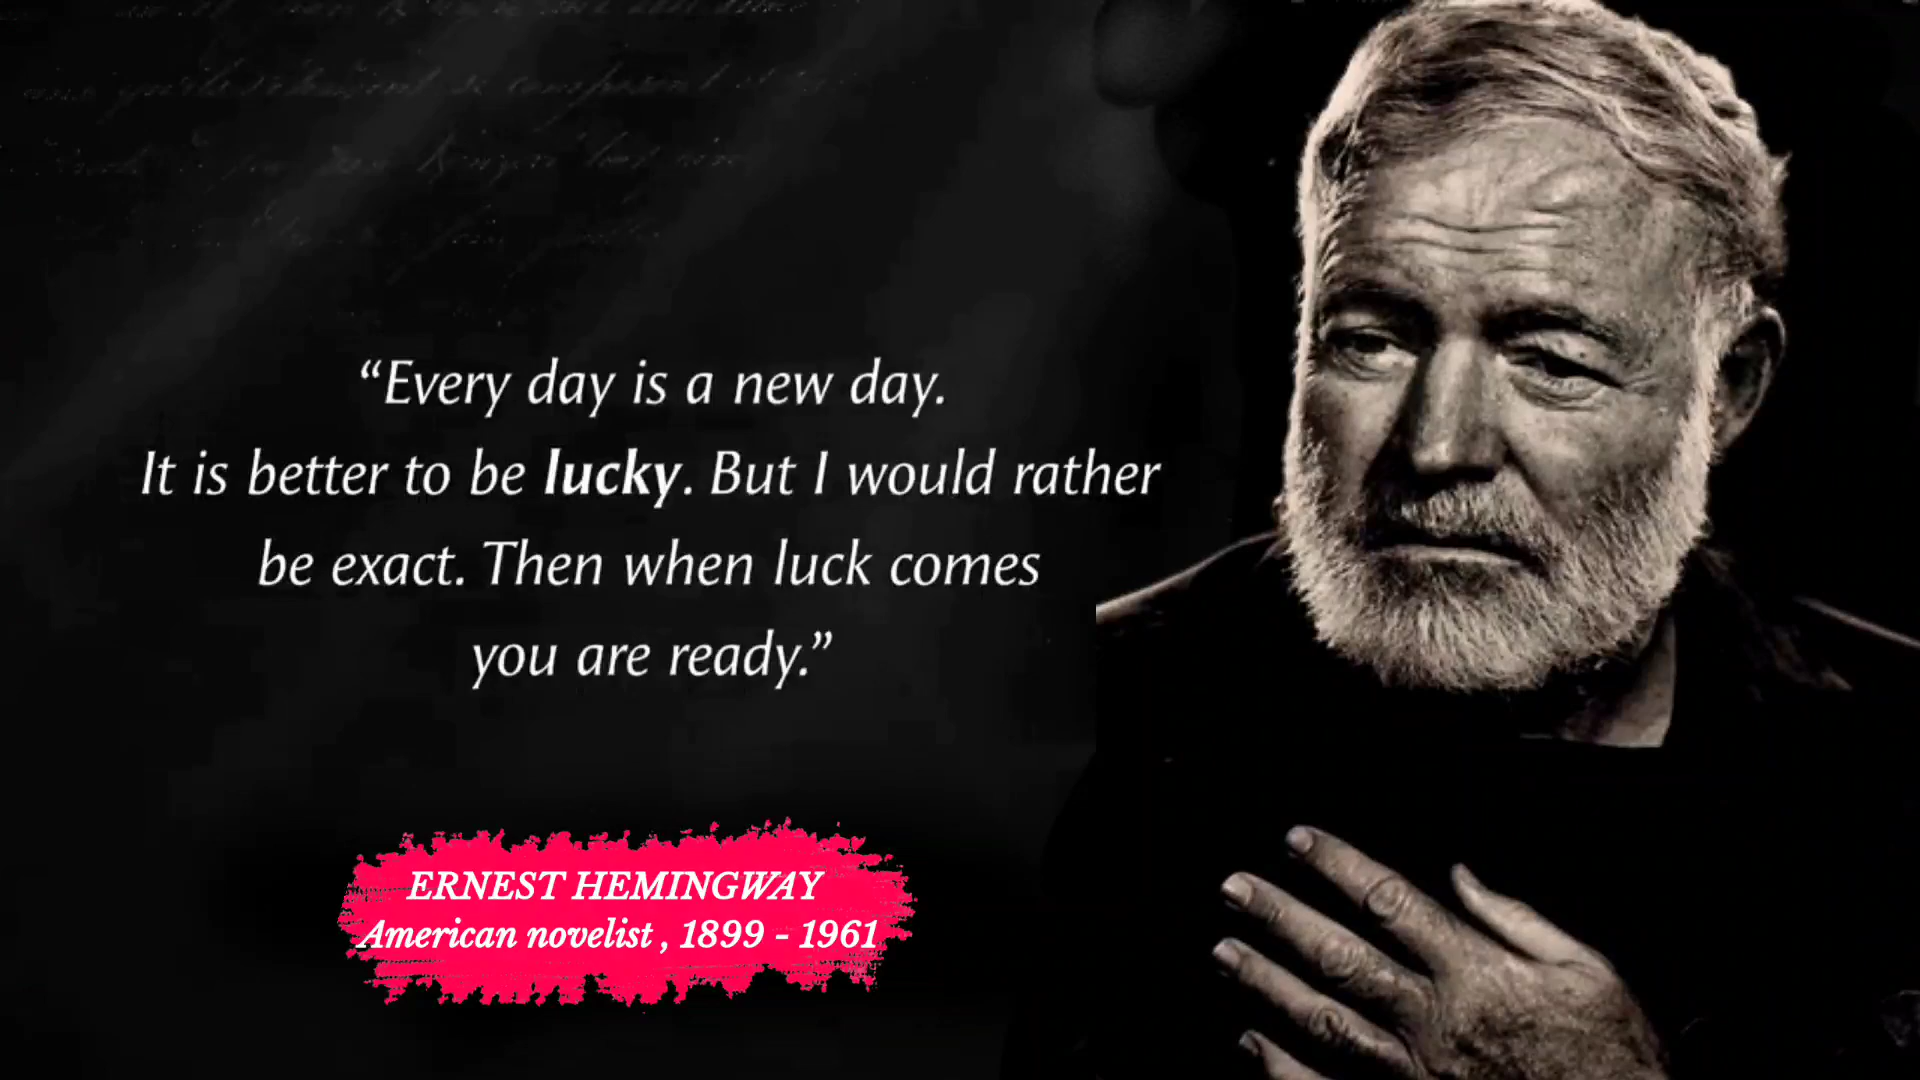 “Every day is a new day.
It is better to be lucky. But I would rather
be exact. Then when luck comes
you are ready.”
ERNEST HEMINGWAY
American novelist , 1899 - 1961